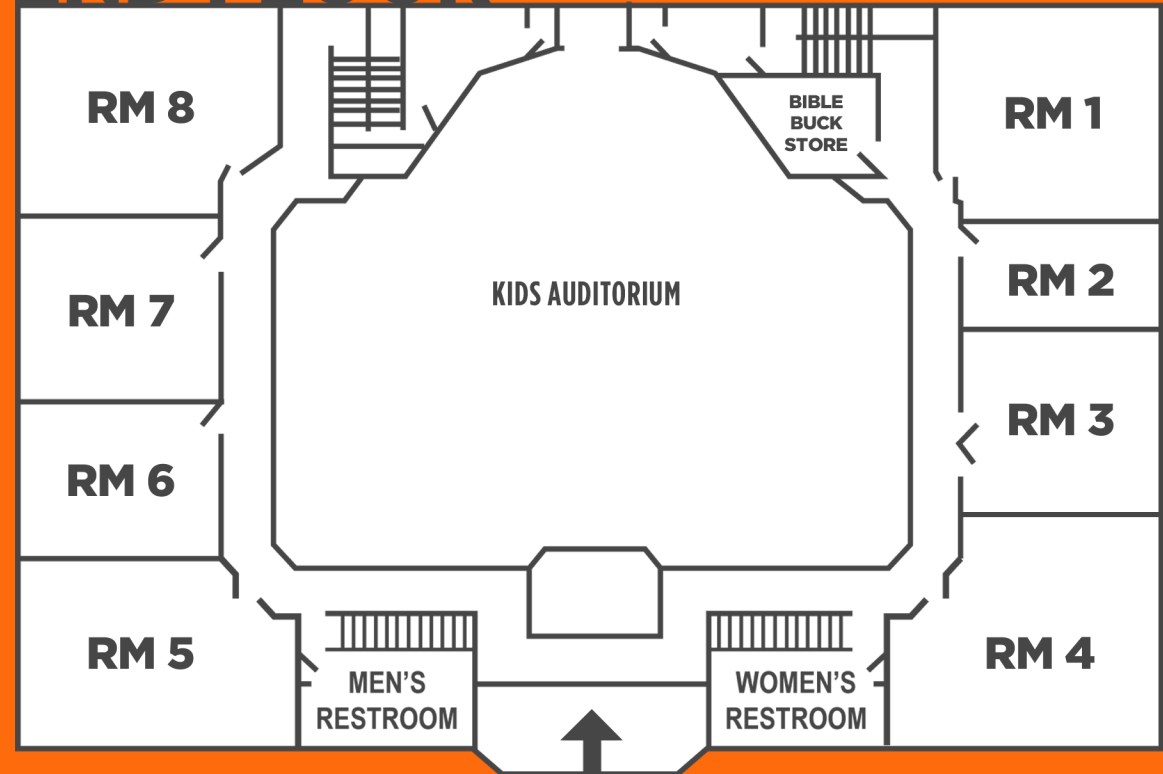 RM 8
BIBLE
BUCK
STORE
RM 1
RM 7
KIDS AUDITORIUM
RM 2
RM 6
RM 3
RM 5
MEN'S
RESTROOM
WOMEN'S
RESTROOM
RM 4